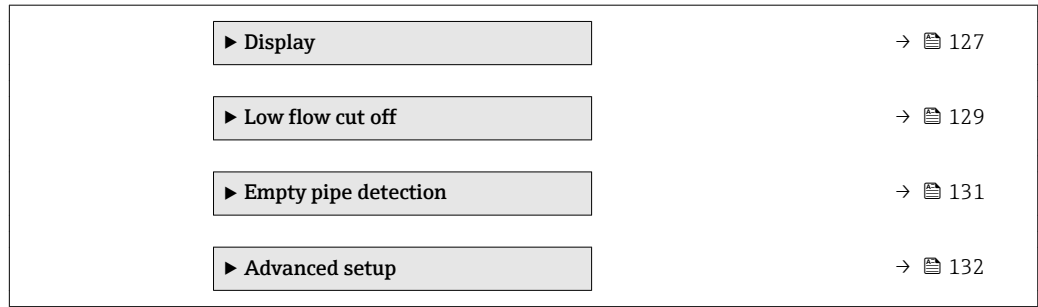 ▶ Display → 127
▶ Low flow cut off → 129
▶ Empty pipe detection → 131
▶ Advanced setup → 132